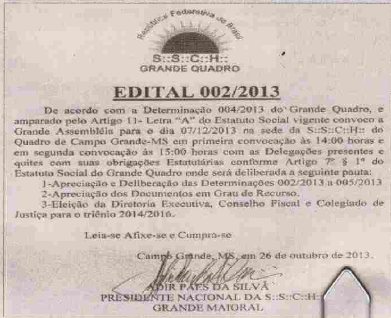 República Federativa do Brasil
S::S::C::H::
GRANDE QUADRO
EDITAL 002/2013
De acordo com a Determinação 004/2013 do Grande Quadro, e
amparado pelo Artigo 11- Letra "A" do Estatuto Social vigente convoco a
Grande Assembléia para o dia 07/12/2013 na sede da S::S::C::H:: do
Quadro de Campo Grande-MS em primeira convocação às 14:00 horas e
em segunda convocação às 15:00 horas com as Delegações presentes e
quites com suas obrigações Estatutárias conforme Artigo 7º § 1º do
Estatuto Social do Grande Quadro onde será deliberada a seguinte pauta:
1-Apreciação e Deliberação das Determinações 002/2013 a 005/2013
2-Apreciação dos Documentos em Grau de Recurso.
3-Eleição da Diretoria Executiva, Conselho Fiscal e Colegiado de
Justiça para o triênio 2014/2016.
Leia-se Afixe-se e Cumpra-se
Campo Grande, MS, em 26 de outubro de 2013.
ADIR PAES DA SILVA
PRESIDENTE NACIONAL DA S::S::C::H::
GRANDE MAIORAL